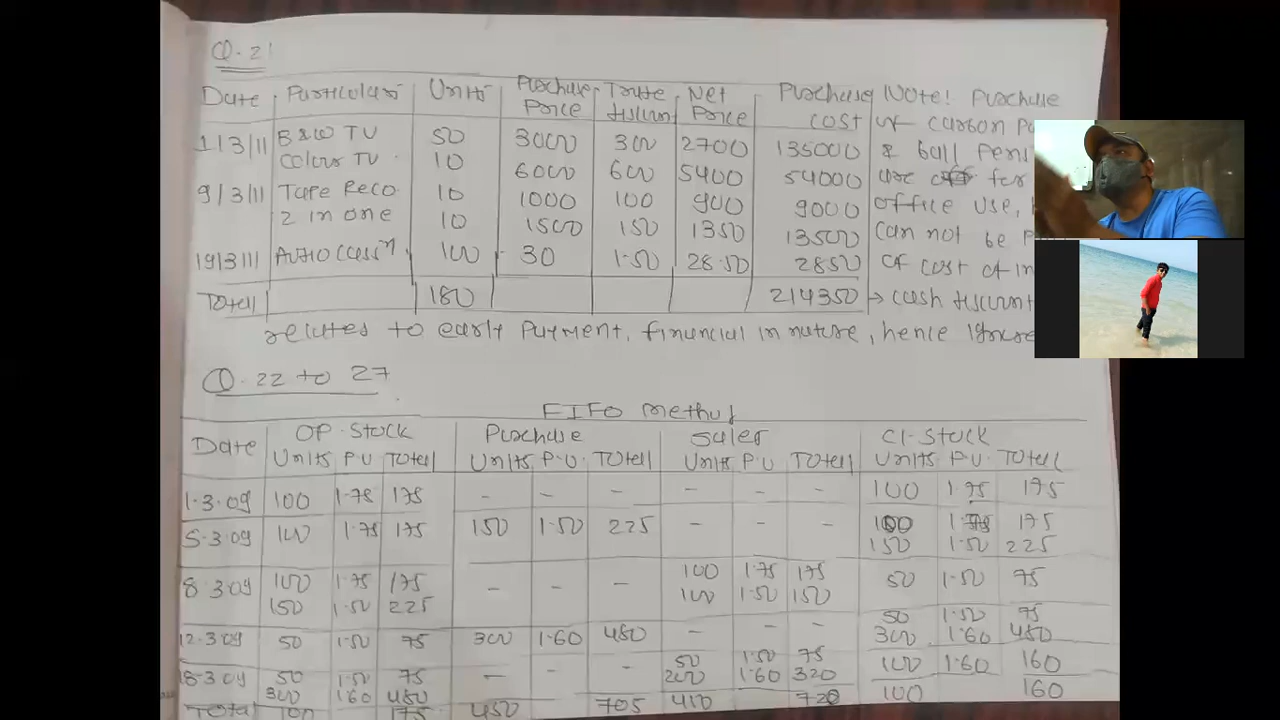 Q.21
Date Particulars Units Purchase Price Trade Discount Net Price Purchase cost Note: Purchase
1/3/11 B&W TV 50 3000 300 2700 135000 of carbon
Colour TV 10 6000 600 5400 54000 & ball Pens
9/3/11 Tape Reco. 10 1000 100 900 9000 are for
2 in one 10 1500 150 1350 13500 office use,
can not be
19/3/11 Audio 100 30 1.50 28.50 2850 of cost of
Total 180 214350 → cash discount
relates to early Payment, financial in nature, hence
Q.22 to 27
FIFO Method
Date OP. Stock Purchase Sales Cl. Stock
Units P.U Total Units P.U. Total Units P.U Total Units P.U. Total
1.3.09 100 1.75 175 - - - - - - 100 1.75 175
5.3.09 100 1.75 175 150 1.50 225 - - - 100 1.75 175
150 1.50 225
8.3.09 100 1.75 175 - - - 100 1.75 175 50 1.50 75
150 1.50 225 100 1.50 150
50 1.50 75
12.3.09 50 1.50 75 300 1.60 480 - - - 300 1.60 480
18.3.09 50 1.50 75 - - - 50 1.50 75 100 1.60 160
300 1.60 480 200 1.60 320
Total 100 175 450 705 720 100 160